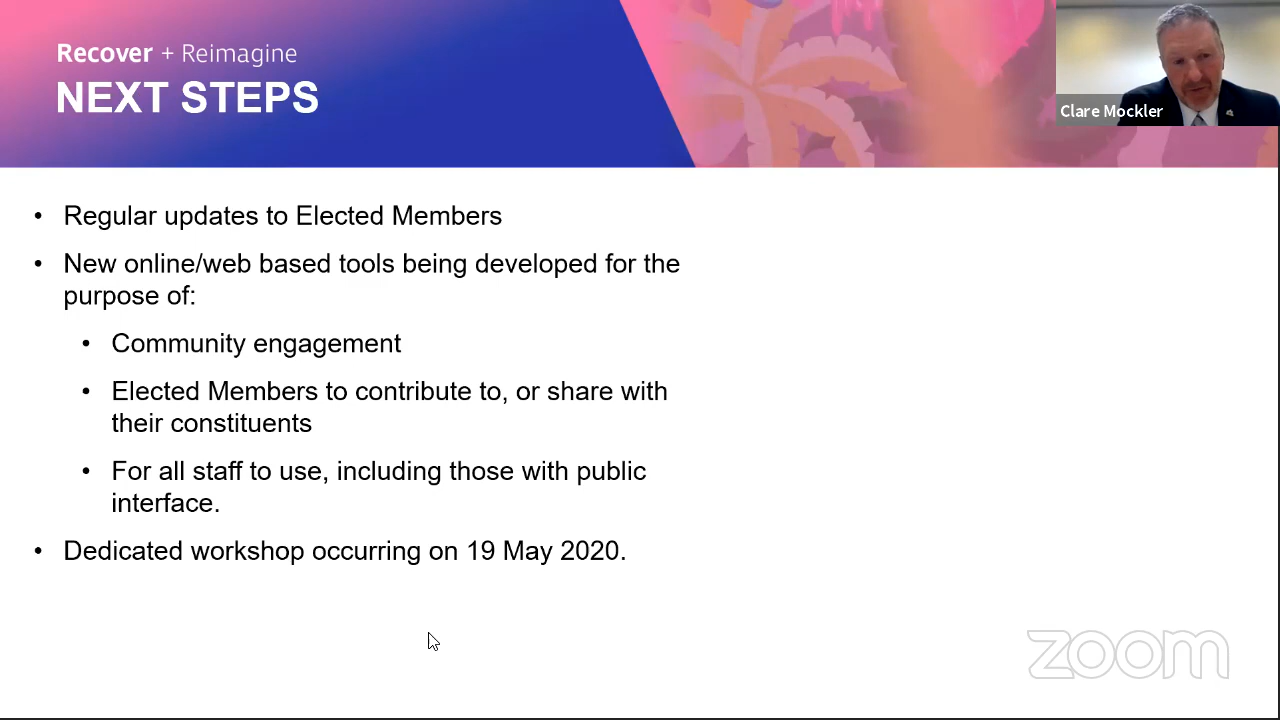 Recover + Reimagine
NEXT STEPS
Clare Mockler
• Regular updates to Elected Members
• New online/web based tools being developed for the
purpose of:
• Community engagement
• Elected Members to contribute to, or share with
their constituents
• For all staff to use, including those with public
interface.
• Dedicated workshop occurring on 19 May 2020.
zoom